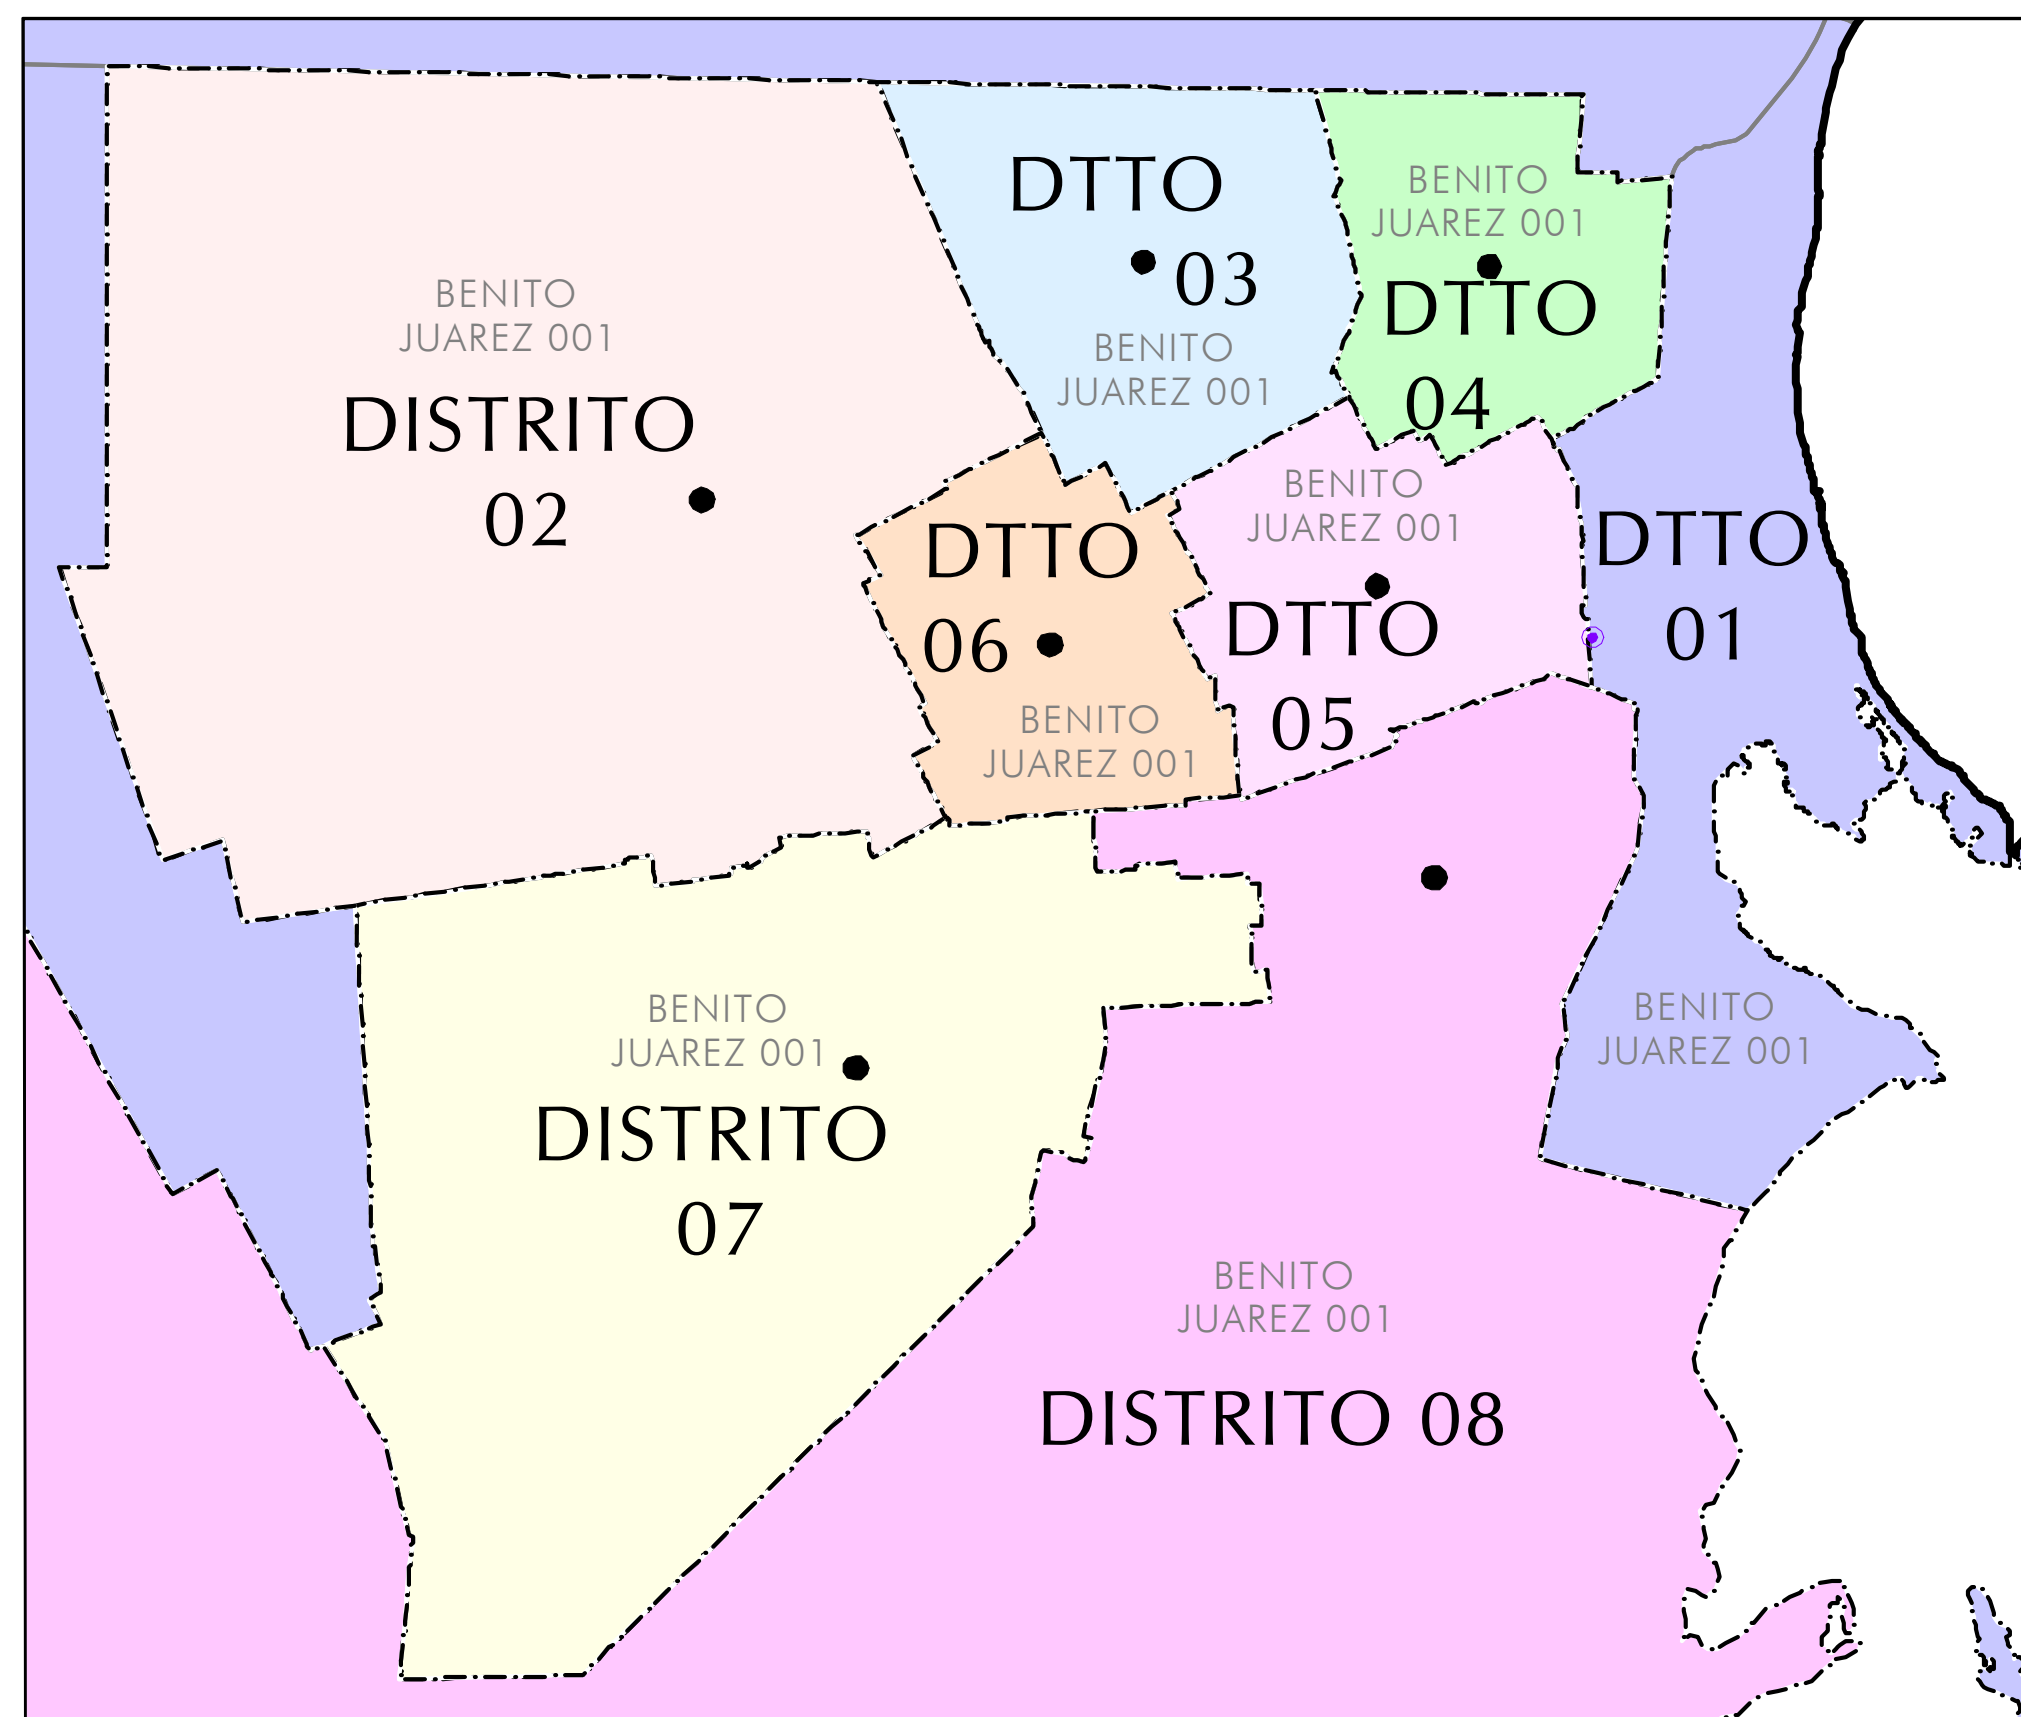 DTTO
03
BENITO
JUAREZ 001
BENITO
JUAREZ 001
DTTO
04
BENITO
JUAREZ 001
DISTRITO
02
DTTO
06
BENITO
JUAREZ 001
BENITO
JUAREZ 001
DTTO
05
DTTO
01
BENITO
JUAREZ 001
BENITO
JUAREZ 001
DISTRITO
07
BENITO
JUAREZ 001
DISTRITO 08